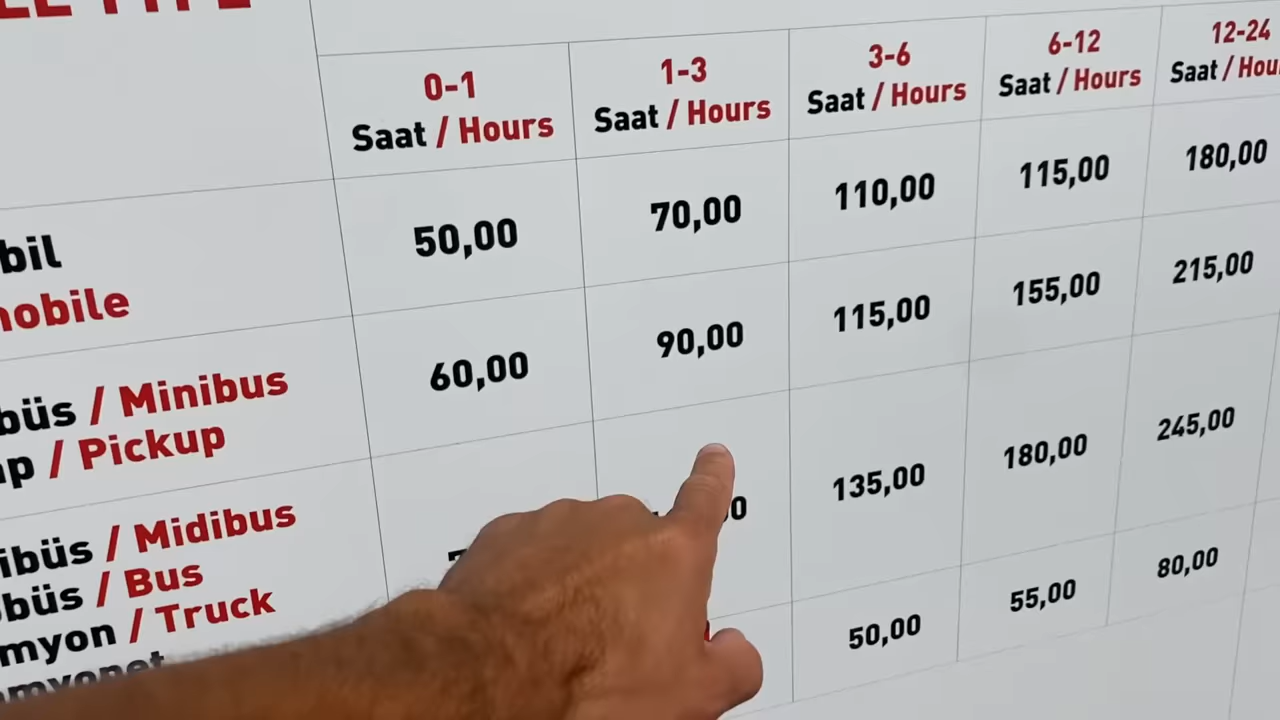 0-1
Saat / Hours
1-3
Saat / Hours
3-6
Saat / Hours
6-12
Saat / Hours
12-24
Saat / Hou
bil
mobile
50,00
70,00
110,00
115,00
180,00
büs / Minibus
/ Pickup
60,00
90,00
115,00
155,00
215,00
ibüs / Midibus
büs / Bus
myon / Truck
135,00
180,00
245,00
50,00
55,00
80,00